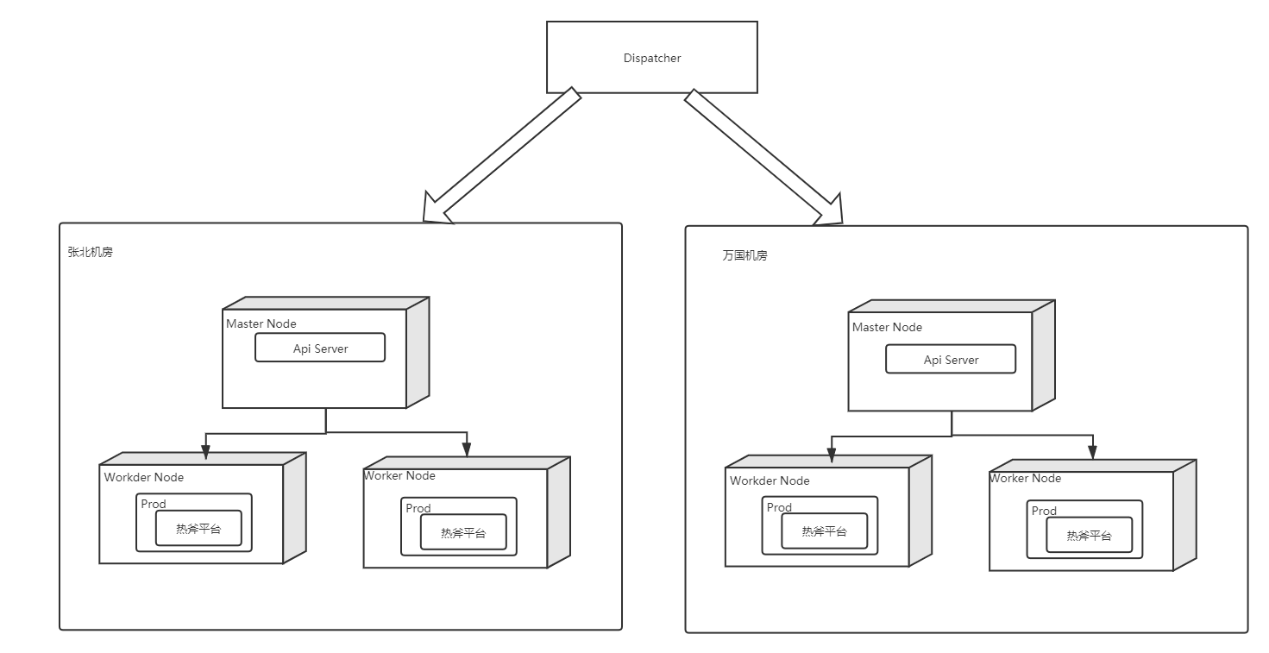 Dispatcher
张北机房
Master Node
Api Server
Workder Node
Prod
热斧平台
Worker Node
Prod
热斧平台
万国机房
Master Node
Api Server
Workder Node
Prod
热斧平台
Worker Node
Prod
热斧平台